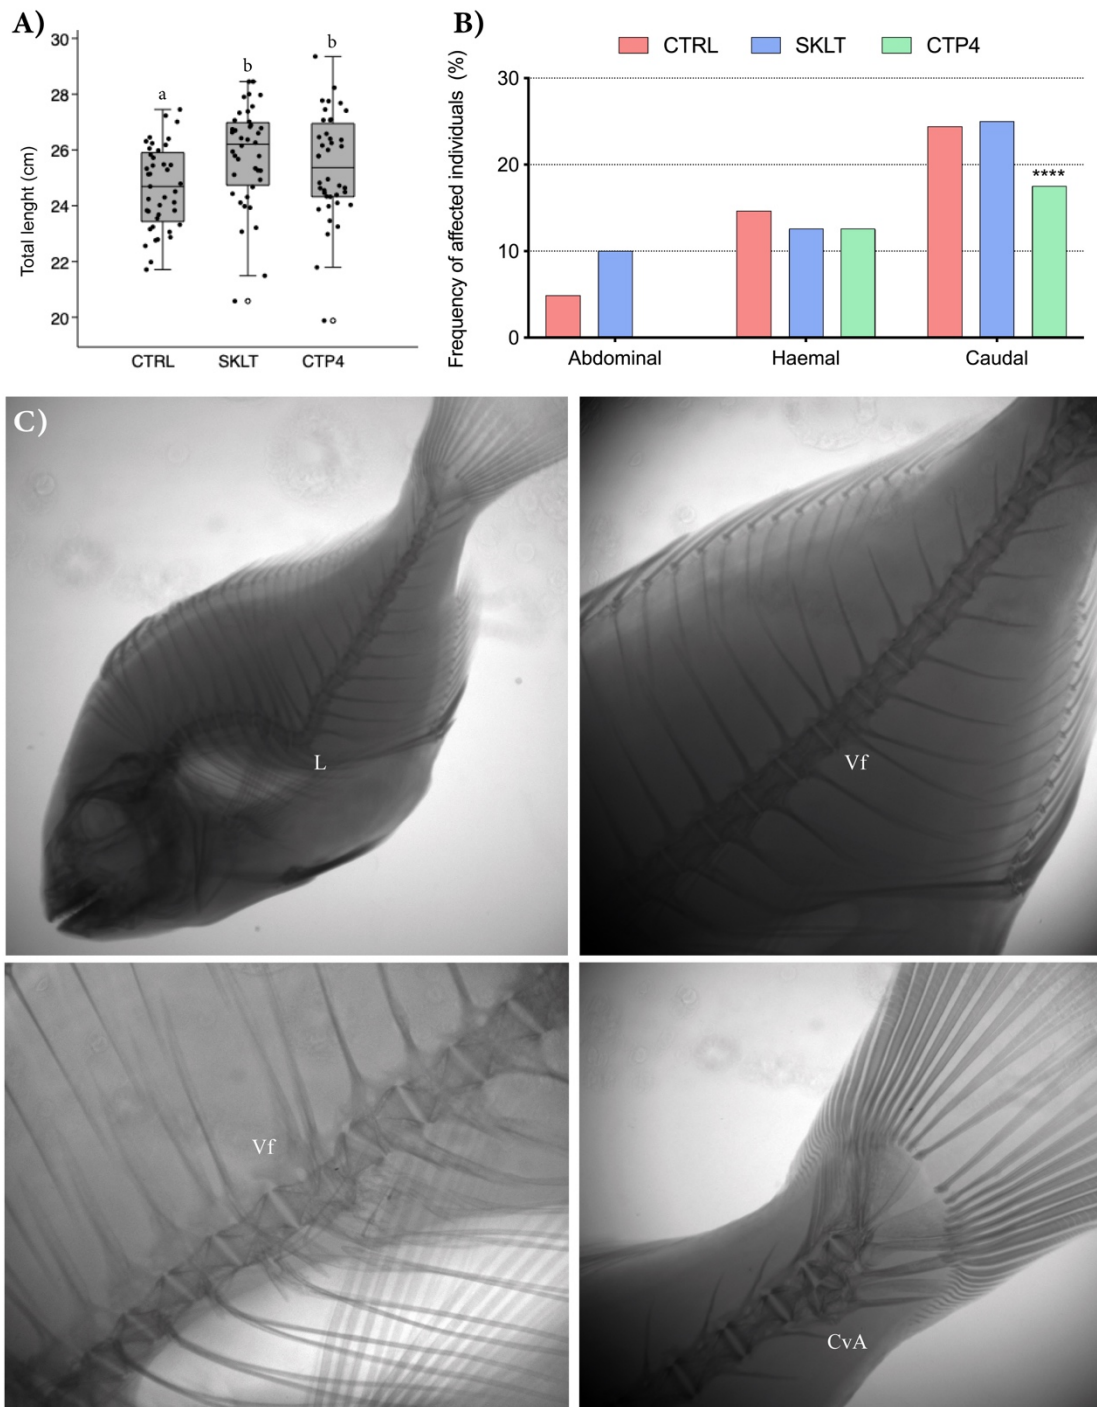 A)
Total lenght (cm)
30
28
26
24
22
20
a
b
b
CTRL
SKLT
CTP4
B)
CTRL SKLT CTP4
Frequency of affected individuals (%)
30
20
10
0
****
Abdominal
Haemal
Caudal
C)
L
Vf
Vf
CvA